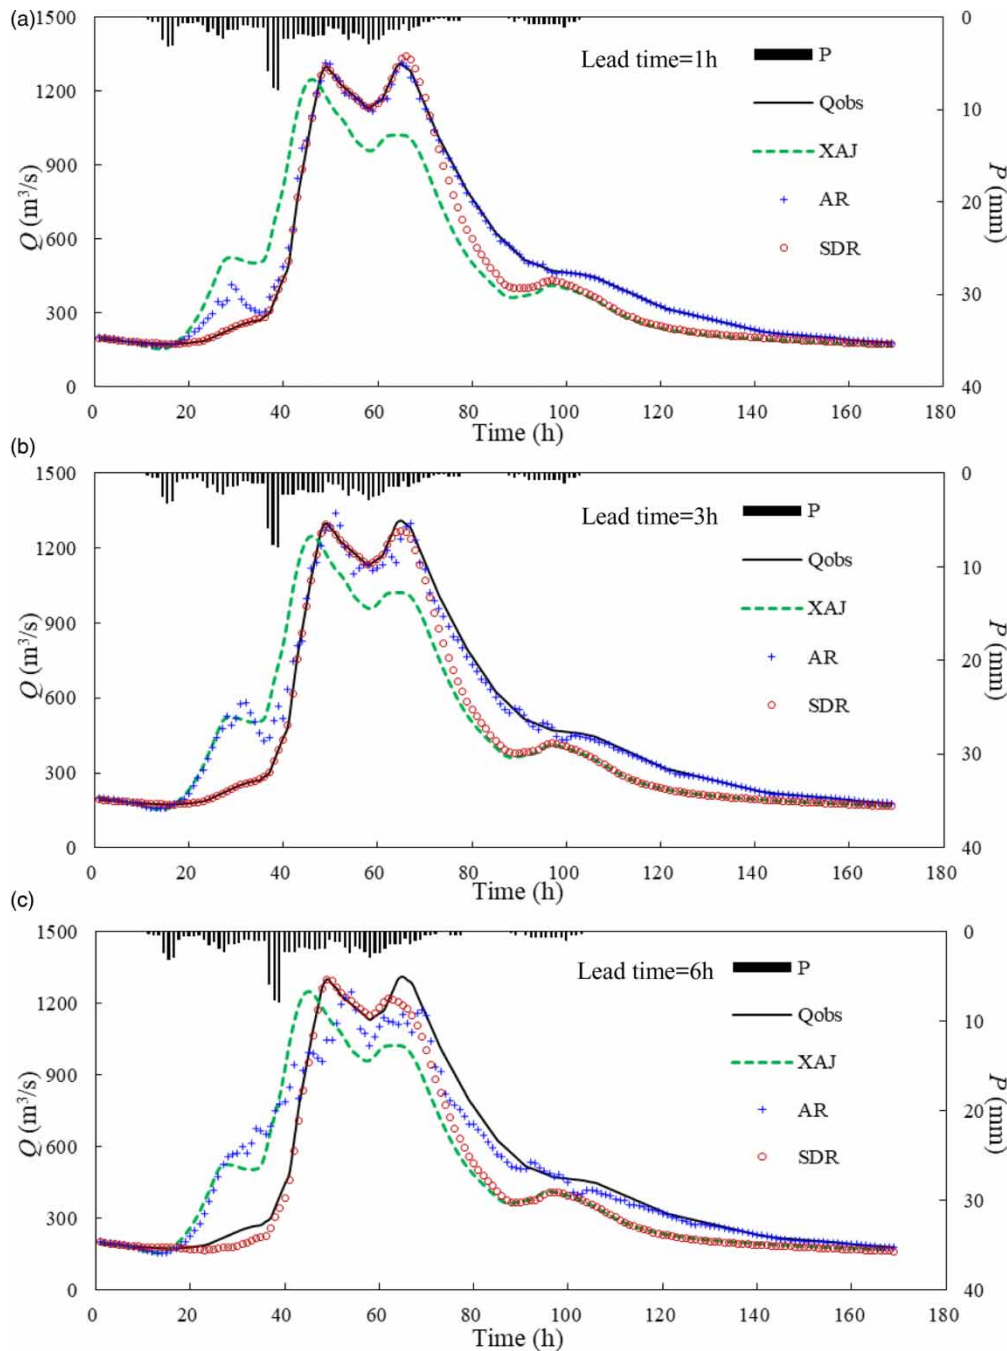 (a)
1500
1200
900
600
300
0
Q (m³/s)
Lead time=1h
P
Qobs
XAJ
AR
SDR
0
10
20
30
40
P (mm)
0 20 40 60 80 100 120 140 160 180
Time (h)
(b)
1500
1200
900
600
300
0
Q (m³/s)
Lead time=3h
P
Qobs
XAJ
AR
SDR
0
10
20
30
40
P (mm)
0 20 40 60 80 100 120 140 160 180
Time (h)
(c)
1500
1200
900
600
300
0
Q (m³/s)
Lead time=6h
P
Qobs
XAJ
AR
SDR
0
10
20
30
40
P (mm)
0 20 40 60 80 100 120 140 160 180
Time (h)